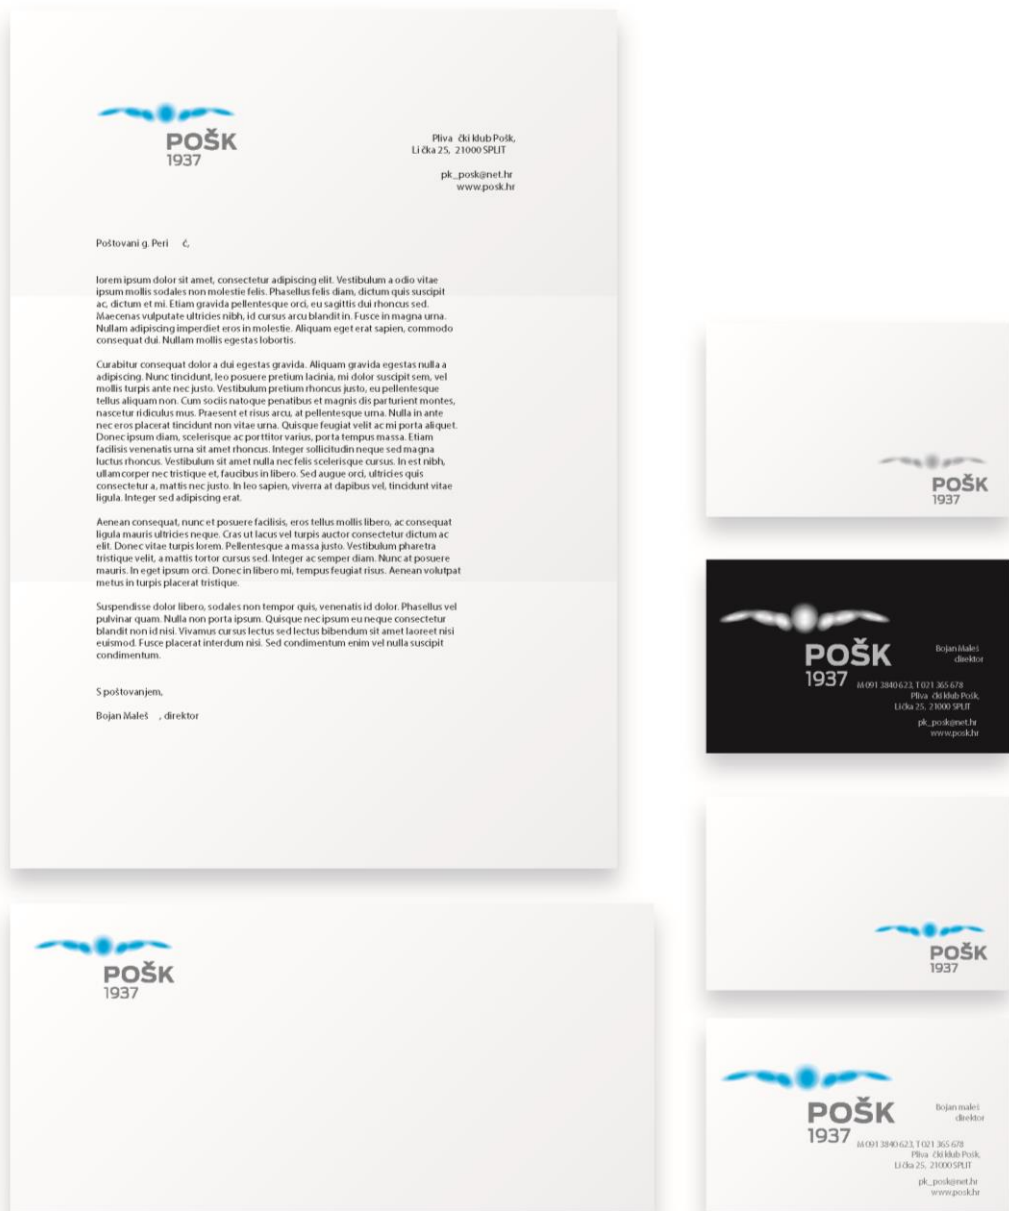 POŠK
1937
Pliva čki klub Pošk,
Li čka 25, 21000 SPLIT
pk_posk@net.hr
www.posk.hr
Poštovani g. Peri ć,
lorem ipsum dolor sit amet, consectetur adipiscing elit. Vestibulum a odio vitae
ipsum mollis sodales non molestie felis. Phasellus felis diam, dictum quis suscipit
ac, dictum et mi. Etiam gravida pellentesque orci, eu sagittis dui rhoncus sed.
Maecenas vulputate ultricies nibh, id cursus arcu blandit in. Fusce in magna urna.
Nullam adipiscing imperdiet eros in molestie. Aliquam eget erat sapien, commodo
consequat dui. Nullam mollis egestas lobortis.
Curabitur consequat dolor a dui egestas gravida. Aliquam gravida egestas nulla a
adipiscing. Nunc tincidunt, leo posuere pretium lacinia, mi dolor suscipit sem, vel
mollis turpis ante nec justo. Vestibulum pretium rhoncus justo, eu pellentesque
tellus aliquam non. Cum sociis natoque penatibus et magnis dis parturient montes,
nascetur ridiculus mus. Praesent et risus arcu, at pellentesque urna. Nulla in ante
nec eros placerat tincidunt non vitae urna. Quisque feugiat velit ac mi porta aliquet.
Donec ipsum diam, scelerisque ac porttitor varius, porta tempus massa. Etiam
facilisis venenatis urna sit amet rhoncus. Integer sollicitudin neque sed magna
luctus rhoncus. Vestibulum sit amet nulla nec felis scelerisque cursus. In est nibh,
ullamcorper nec tristique et, faucibus in libero. Sed augue orci, ultricies quis
consectetur a, mattis nec justo. In leo sapien, viverra at dapibus vel, tincidunt vitae
ligula. Integer sed adipiscing erat.
Aenean consequat, nunc et posuere facilisis, eros tellus mollis libero, ac consequat
ligula mauris ultricies neque. Cras ut lacus vel turpis auctor consectetur dictum ac
elit. Donec vitae turpis lorem. Pellentesque a massa justo. Vestibulum pharetra
tristique velit, a mattis tortor cursus sed. Integer ac semper diam. Nunc at posuere
mauris. In eget ipsum orci. Donec in libero mi, tempus feugiat risus. Aenean volutpat
metus in turpis placerat tristique.
Suspendisse dolor libero, sodales non tempor quis, venenatis id dolor. Phasellus vel
pulvinar quam. Nulla non porta ipsum. Quisque nec ipsum eu neque consectetur
blandit non id nisi. Vivamus cursus lectus sed lectus bibendum sit amet laoreet nisi
euismod. Fusce placerat interdum nisi. Sed condimentum enim vel nulla suscipit
condimentum.
S poštovanjem,
Bojan Maleš , direktor
POŠK
1937
POŠK
1937
POŠK
1937
Bojan Maleš
direktor
M 091 3840 623, T 021 365 678
Pliva čki klub Pošk,
Li čka 25, 21000 SPLIT
pk_posk@net.hr
www.posk.hr
POŠK
1937
POŠK
1937
Bojan maleš
direktor
M 091 3840 623, T 021 365 678
Pliva čki klub Pošk,
Li čka 25, 21000 SPLIT
pk_posk@net.hr
www.posk.hr